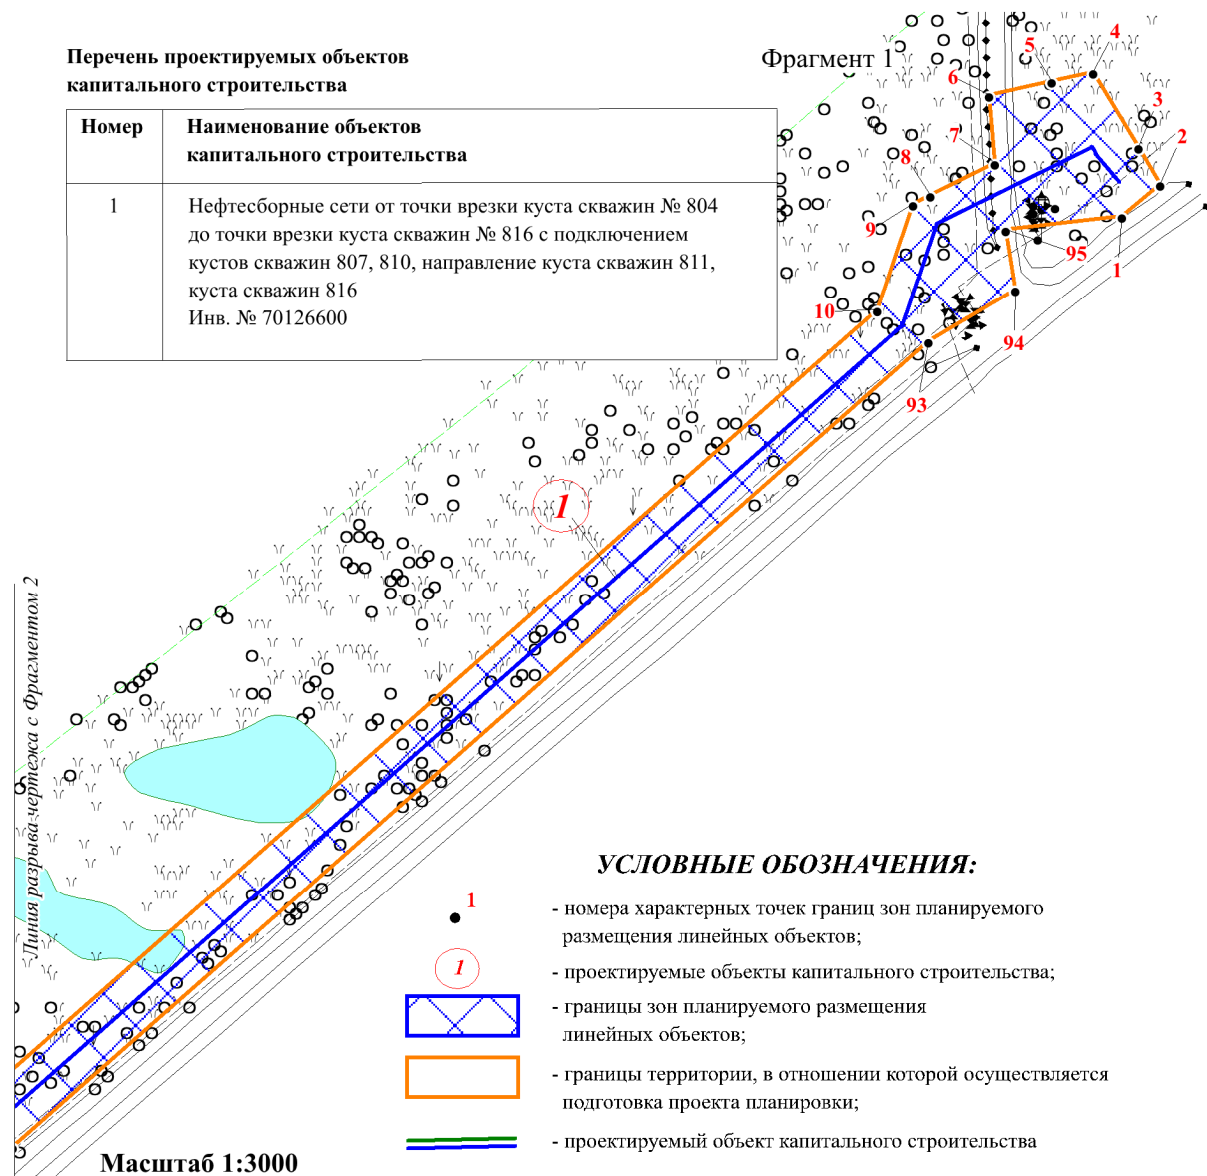 Перечень проектируемых объектов
капитального строительства
Фрагмент 1
Номер
Наименование объектов
капитального строительства
1
Нефтесборные сети от точки врезки куста скважин № 804
до точки врезки куста скважин № 816 с подключением
кустов скважин 807, 810, направление куста скважин 811,
куста скважин 816
Инв. № 70126600
4
5
6
3
7
2
8
9
95
1
10
94
93
1
Линия разрыва чертежа с Фрагментом 2
УСЛОВНЫЕ ОБОЗНАЧЕНИЯ:
1
- номера характерных точек границ зон планируемого
размещения линейных объектов;
1
- проектируемые объекты капитального строительства;
- границы зон планируемого размещения
линейных объектов;
- границы территории, в отношении которой осуществляется
подготовка проекта планировки;
- проектируемый объект капитального строительства
Масштаб 1:3000